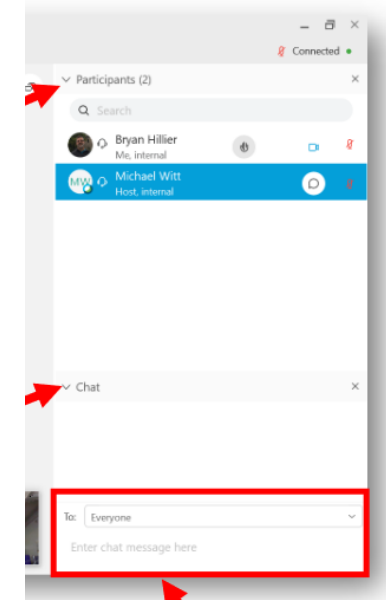 Connected
Participants (2)
Search
Bryan Hillier
Me, internal
MW
Michael Witt
Host, internal
Chat
To: Everyone
Enter chat message here